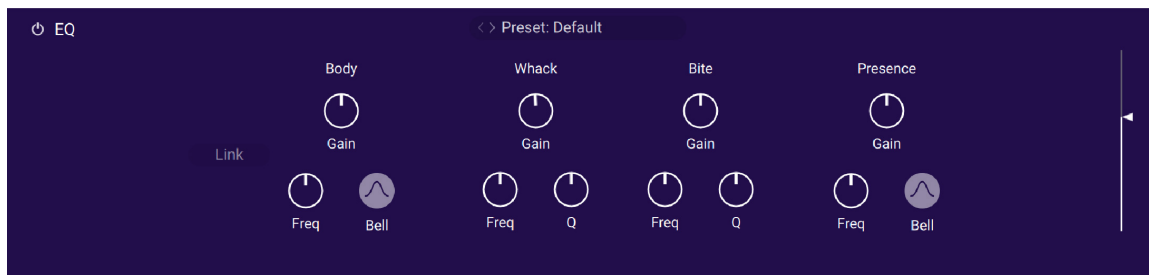 EQ
< > Preset: Default
Body Whack Bite Presence
Gain Gain Gain Gain
Link
Freq Bell Freq Q Freq Q Freq Bell